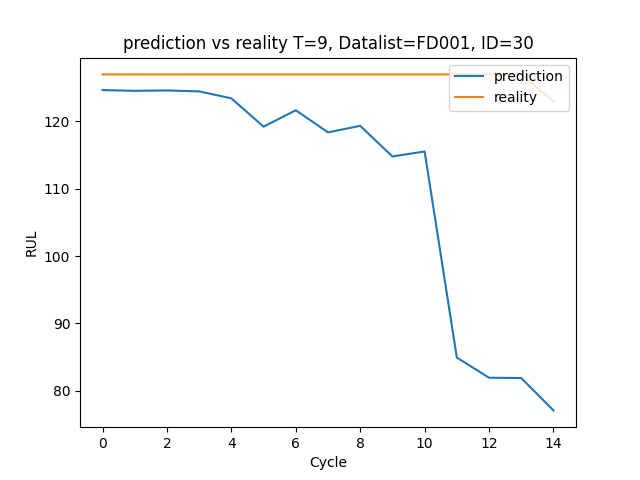 prediction vs reality T=9, Datalist=FD001, ID=30
prediction
reality
120
110
100
90
80
RUL
0 2 4 6 8 10 12 14
Cycle